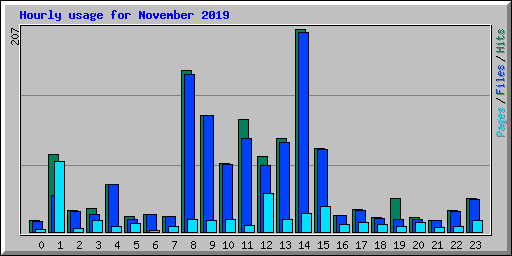 Hourly usage for November 2019
207
Pages/Files/Hits
0 1 2 3 4 5 6 7 8 9 10 11 12 13 14 15 16 17 18 19 20 21 22 23